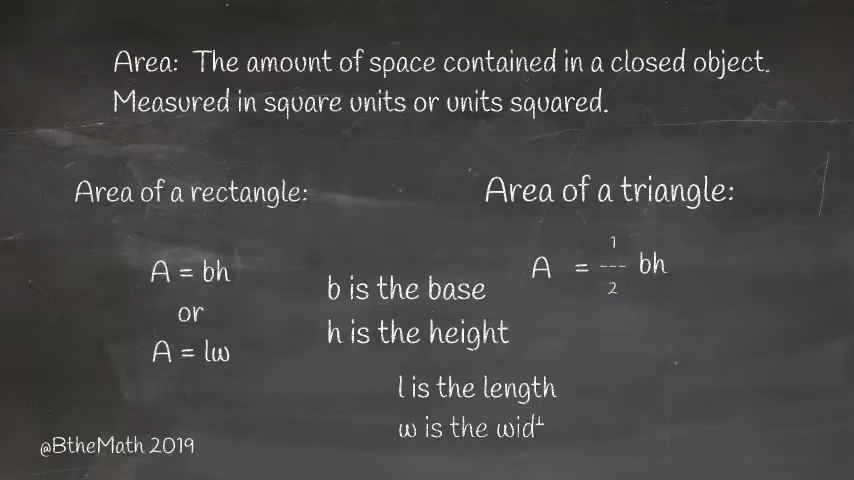 Area: The amount of space contained in a closed object.
Measured in square units or units squared.
Area of a rectangle:
A = bh
or
A = lw
b is the base
h is the height
l is the length
w is the
Area of a triangle:
A = 1/2 bh
@BtheMath 2019